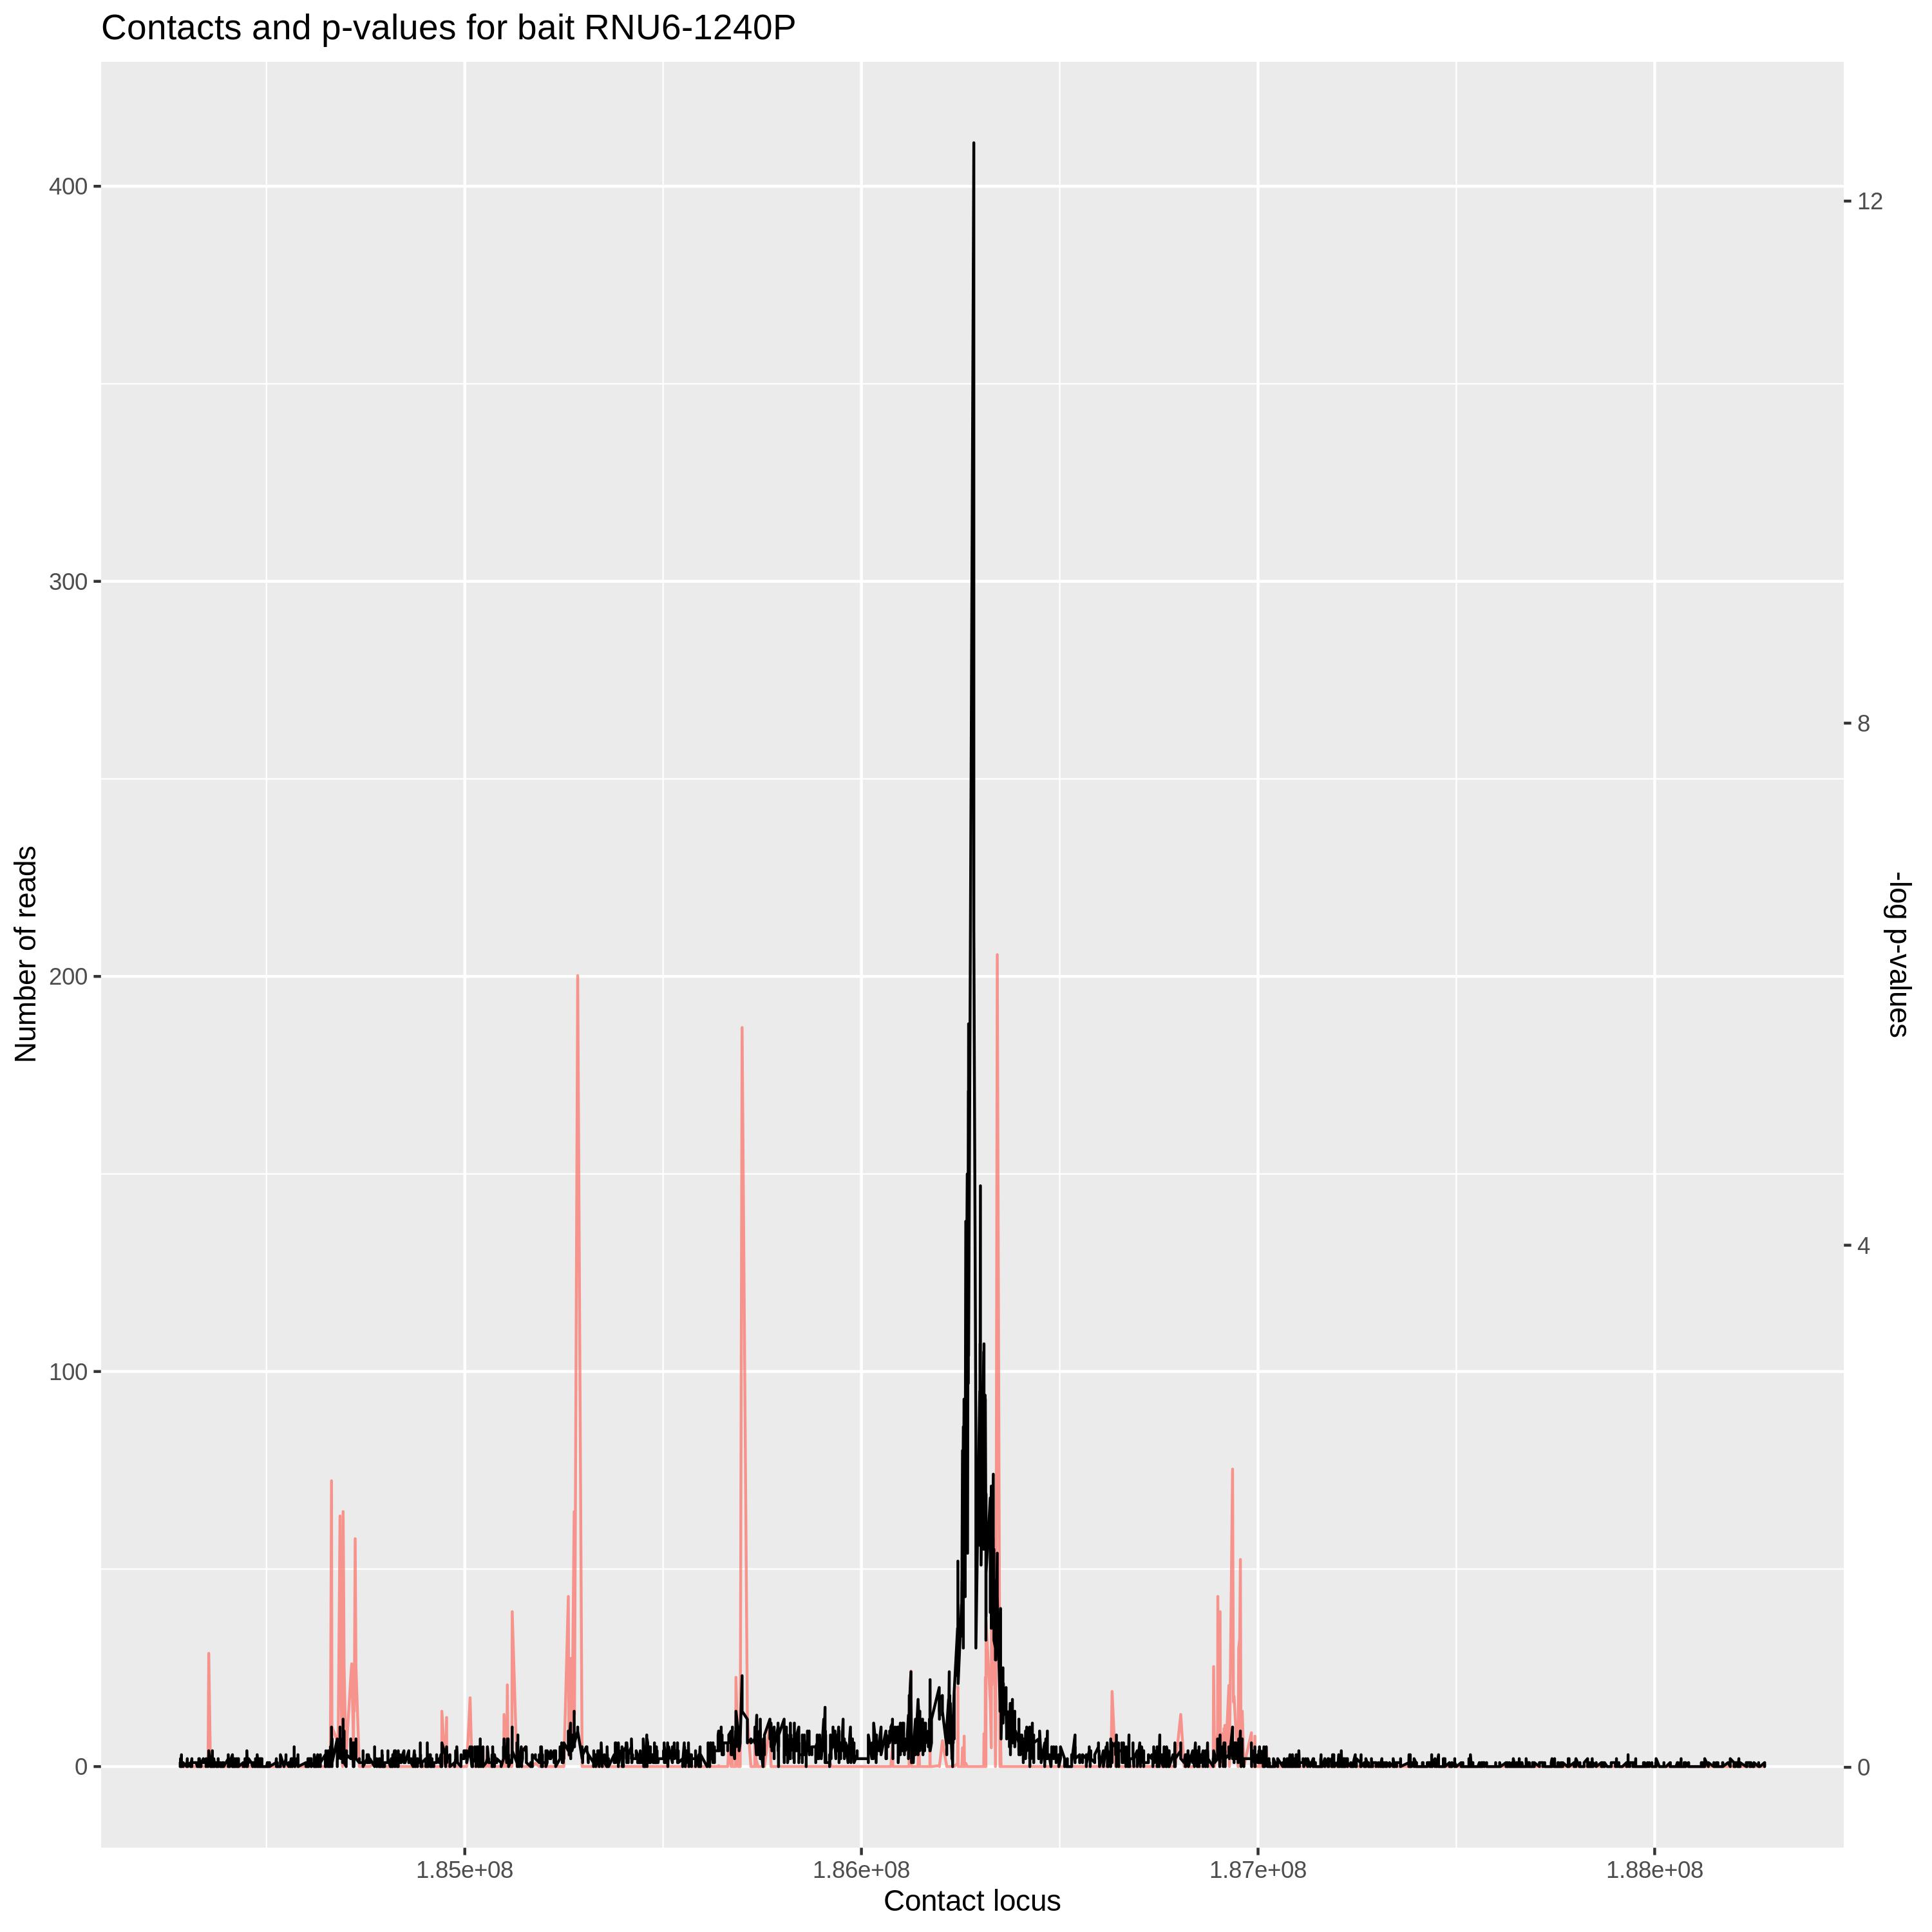 Contacts and p-values for bait RNU6-1240P
400
300
200
100
0
Number of reads
12
8
4
0
-log p-values
1.85e+08
1.86e+08
1.87e+08
1.88e+08
Contact locus